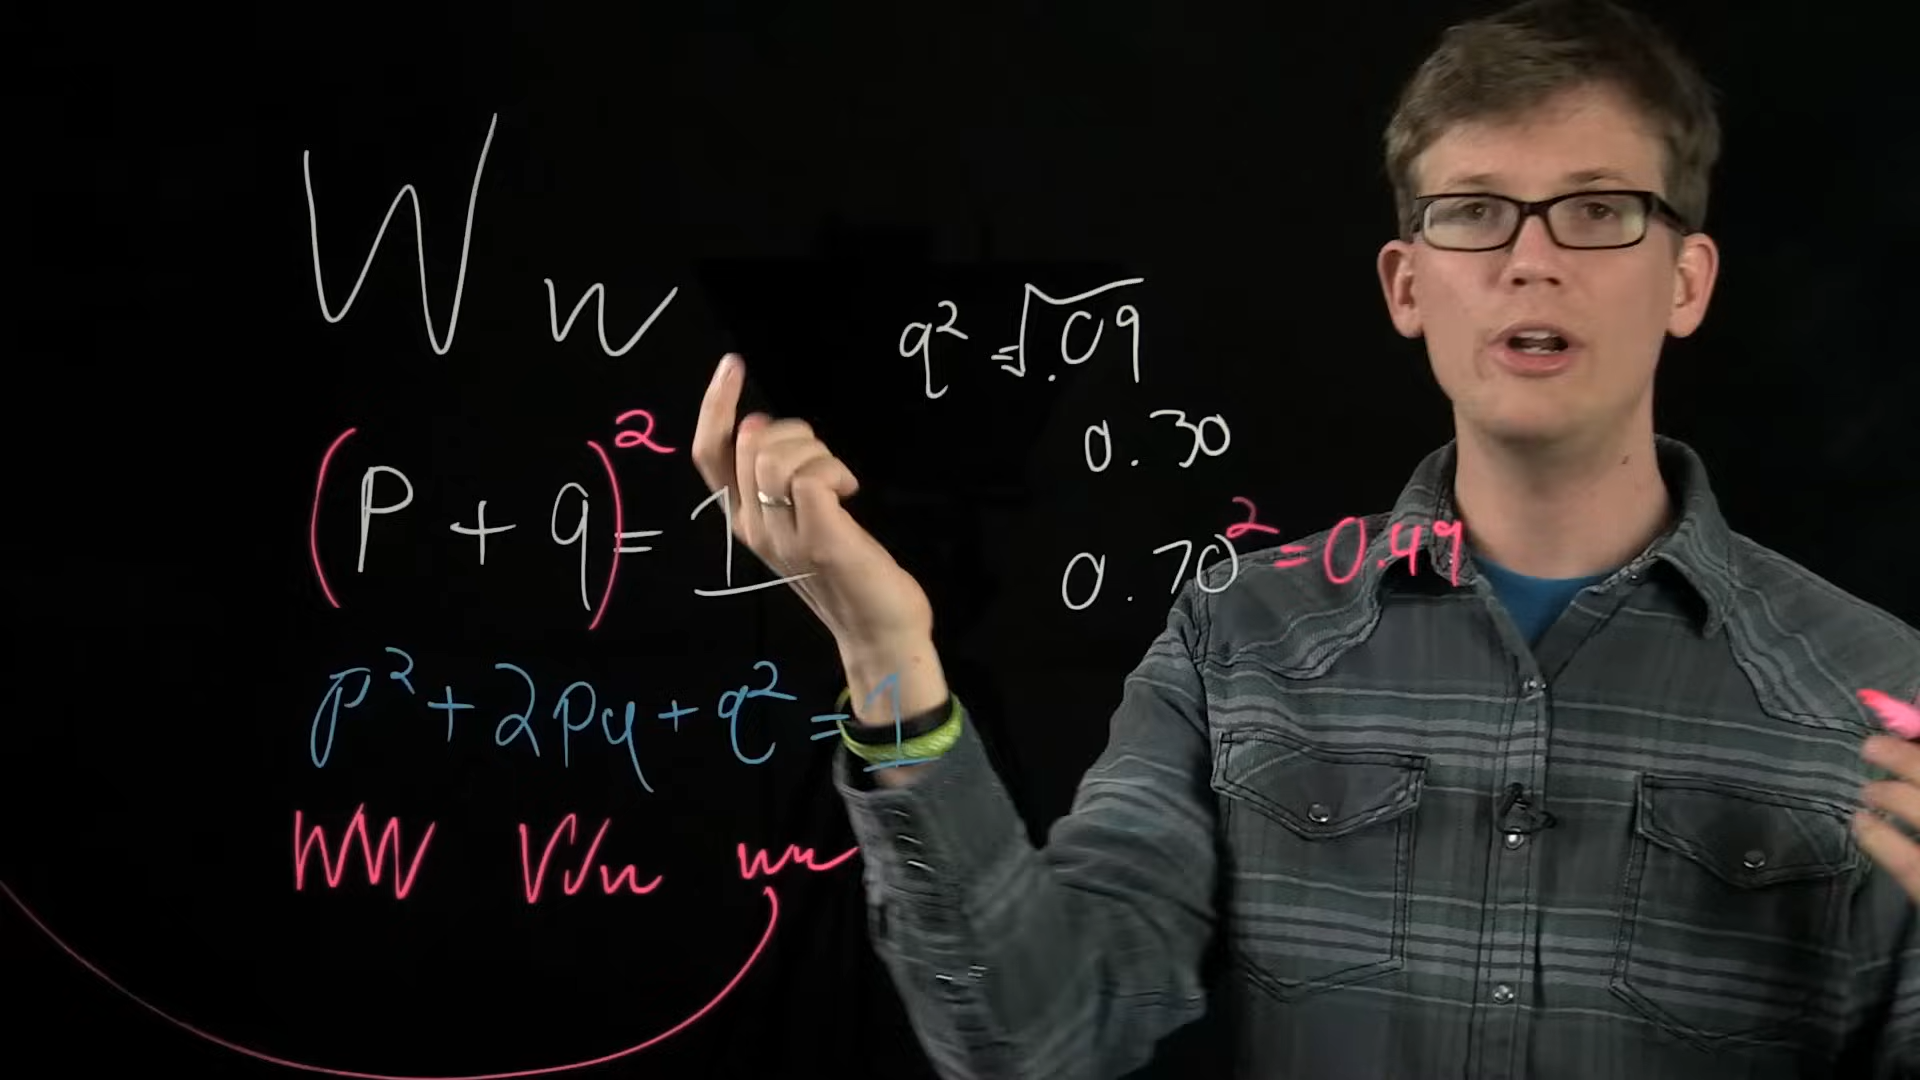 W w
q² = √.09
0.30
(p + q)² = 1
0.70² = 0.49
p² + 2pq + q² = 1
WW Ww ww